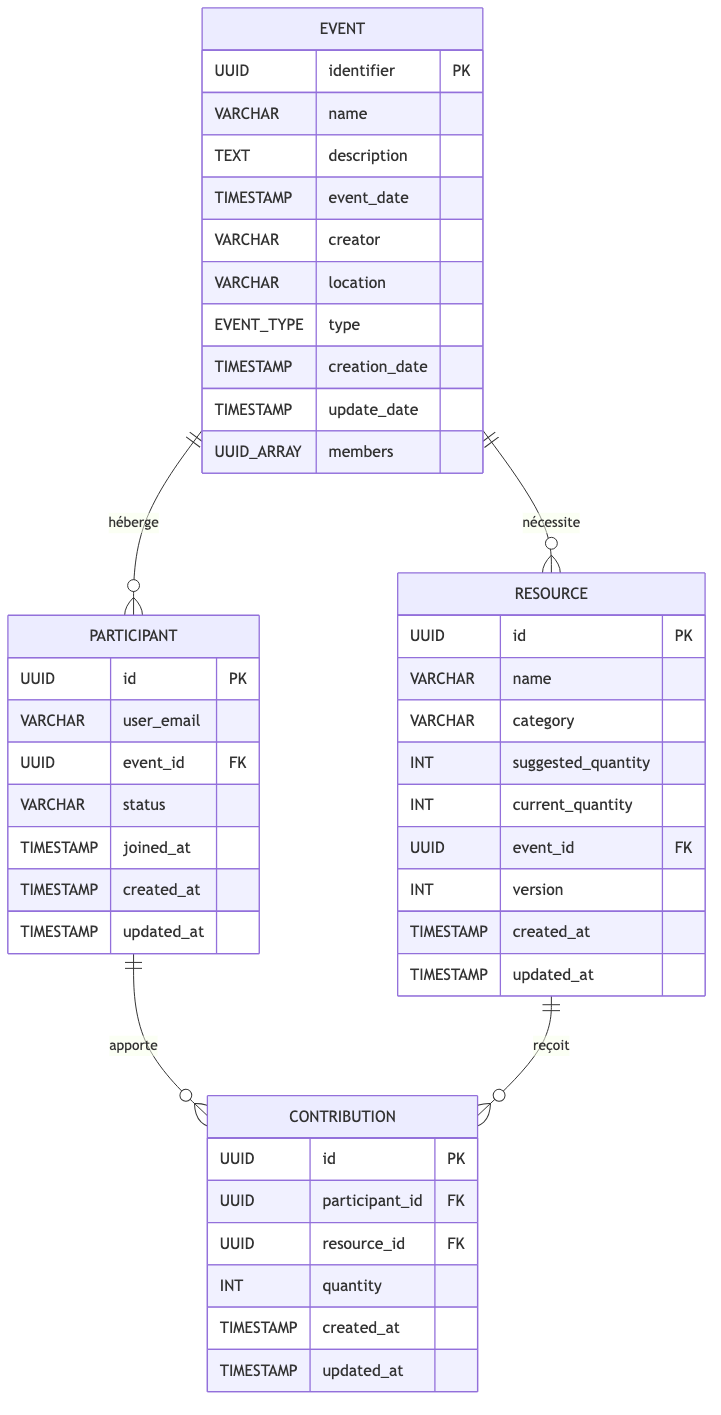 EVENT
UUID identifier PK
VARCHAR name
TEXT description
TIMESTAMP event_date
VARCHAR creator
VARCHAR location
EVENT_TYPE type
TIMESTAMP creation_date
TIMESTAMP update_date
UUID_ARRAY members
héberge
nécessite
PARTICIPANT
UUID id PK
VARCHAR user_email
UUID event_id FK
VARCHAR status
TIMESTAMP joined_at
TIMESTAMP created_at
TIMESTAMP updated_at
RESOURCE
UUID id PK
VARCHAR name
VARCHAR category
INT suggested_quantity
INT current_quantity
UUID event_id FK
INT version
TIMESTAMP created_at
TIMESTAMP updated_at
apporte
reçoit
CONTRIBUTION
UUID id PK
UUID participant_id FK
UUID resource_id FK
INT quantity
TIMESTAMP created_at
TIMESTAMP updated_at